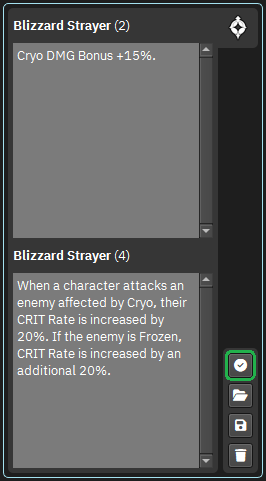 Blizzard Strayer (2)
Cryo DMG Bonus +15%.
Blizzard Strayer (4)
When a character attacks an
enemy affected by Cryo, their
CRIT Rate is increased by
20%. If the enemy is Frozen,
CRIT Rate is increased by an
additional 20%.